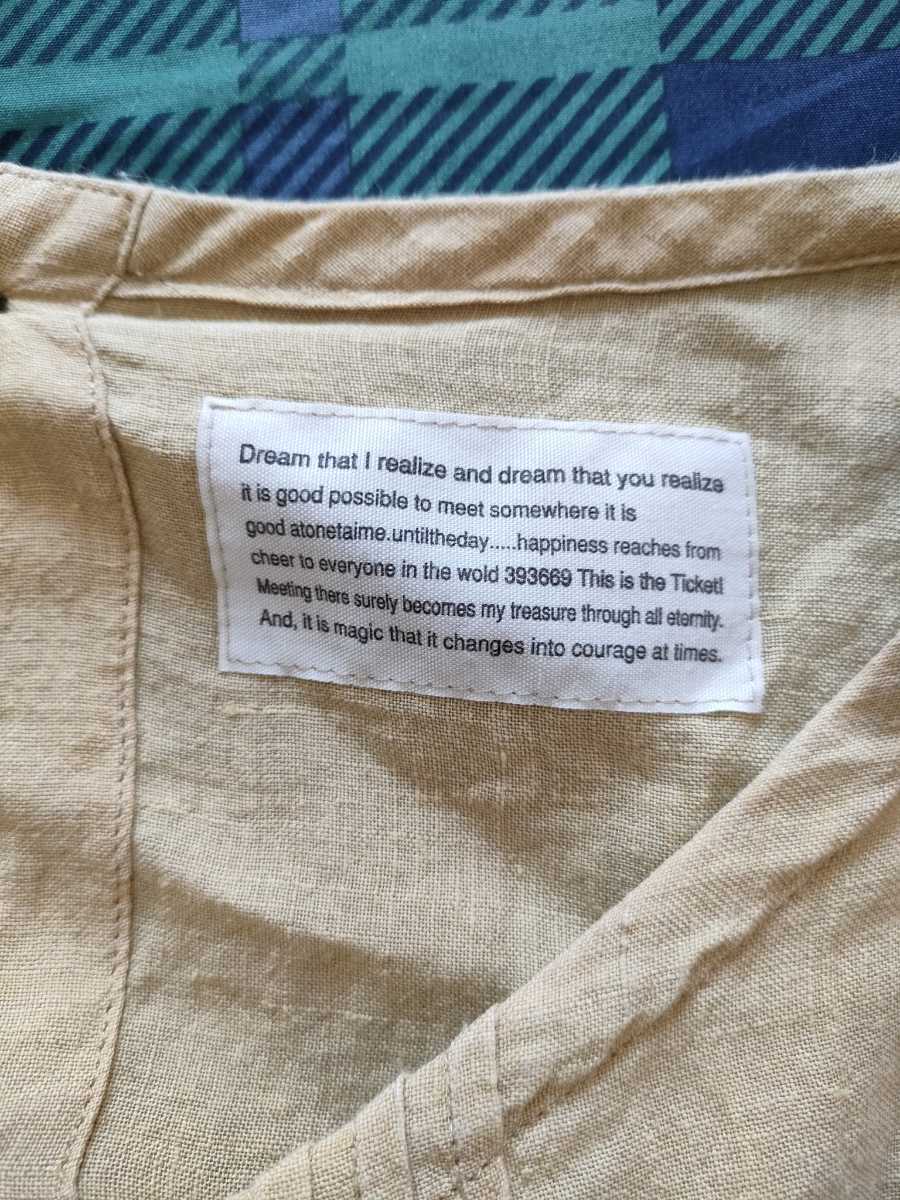 Dream that I realize and dream that you realize
it is good possible to meet somewhere it is
good atonetaime.untiltheday.....happiness reaches from
cheer to everyone in the wold 393669 This is the Ticket!
Meeting there surely becomes my treasure through all eternity.
And, it is magic that it changes into courage at times.